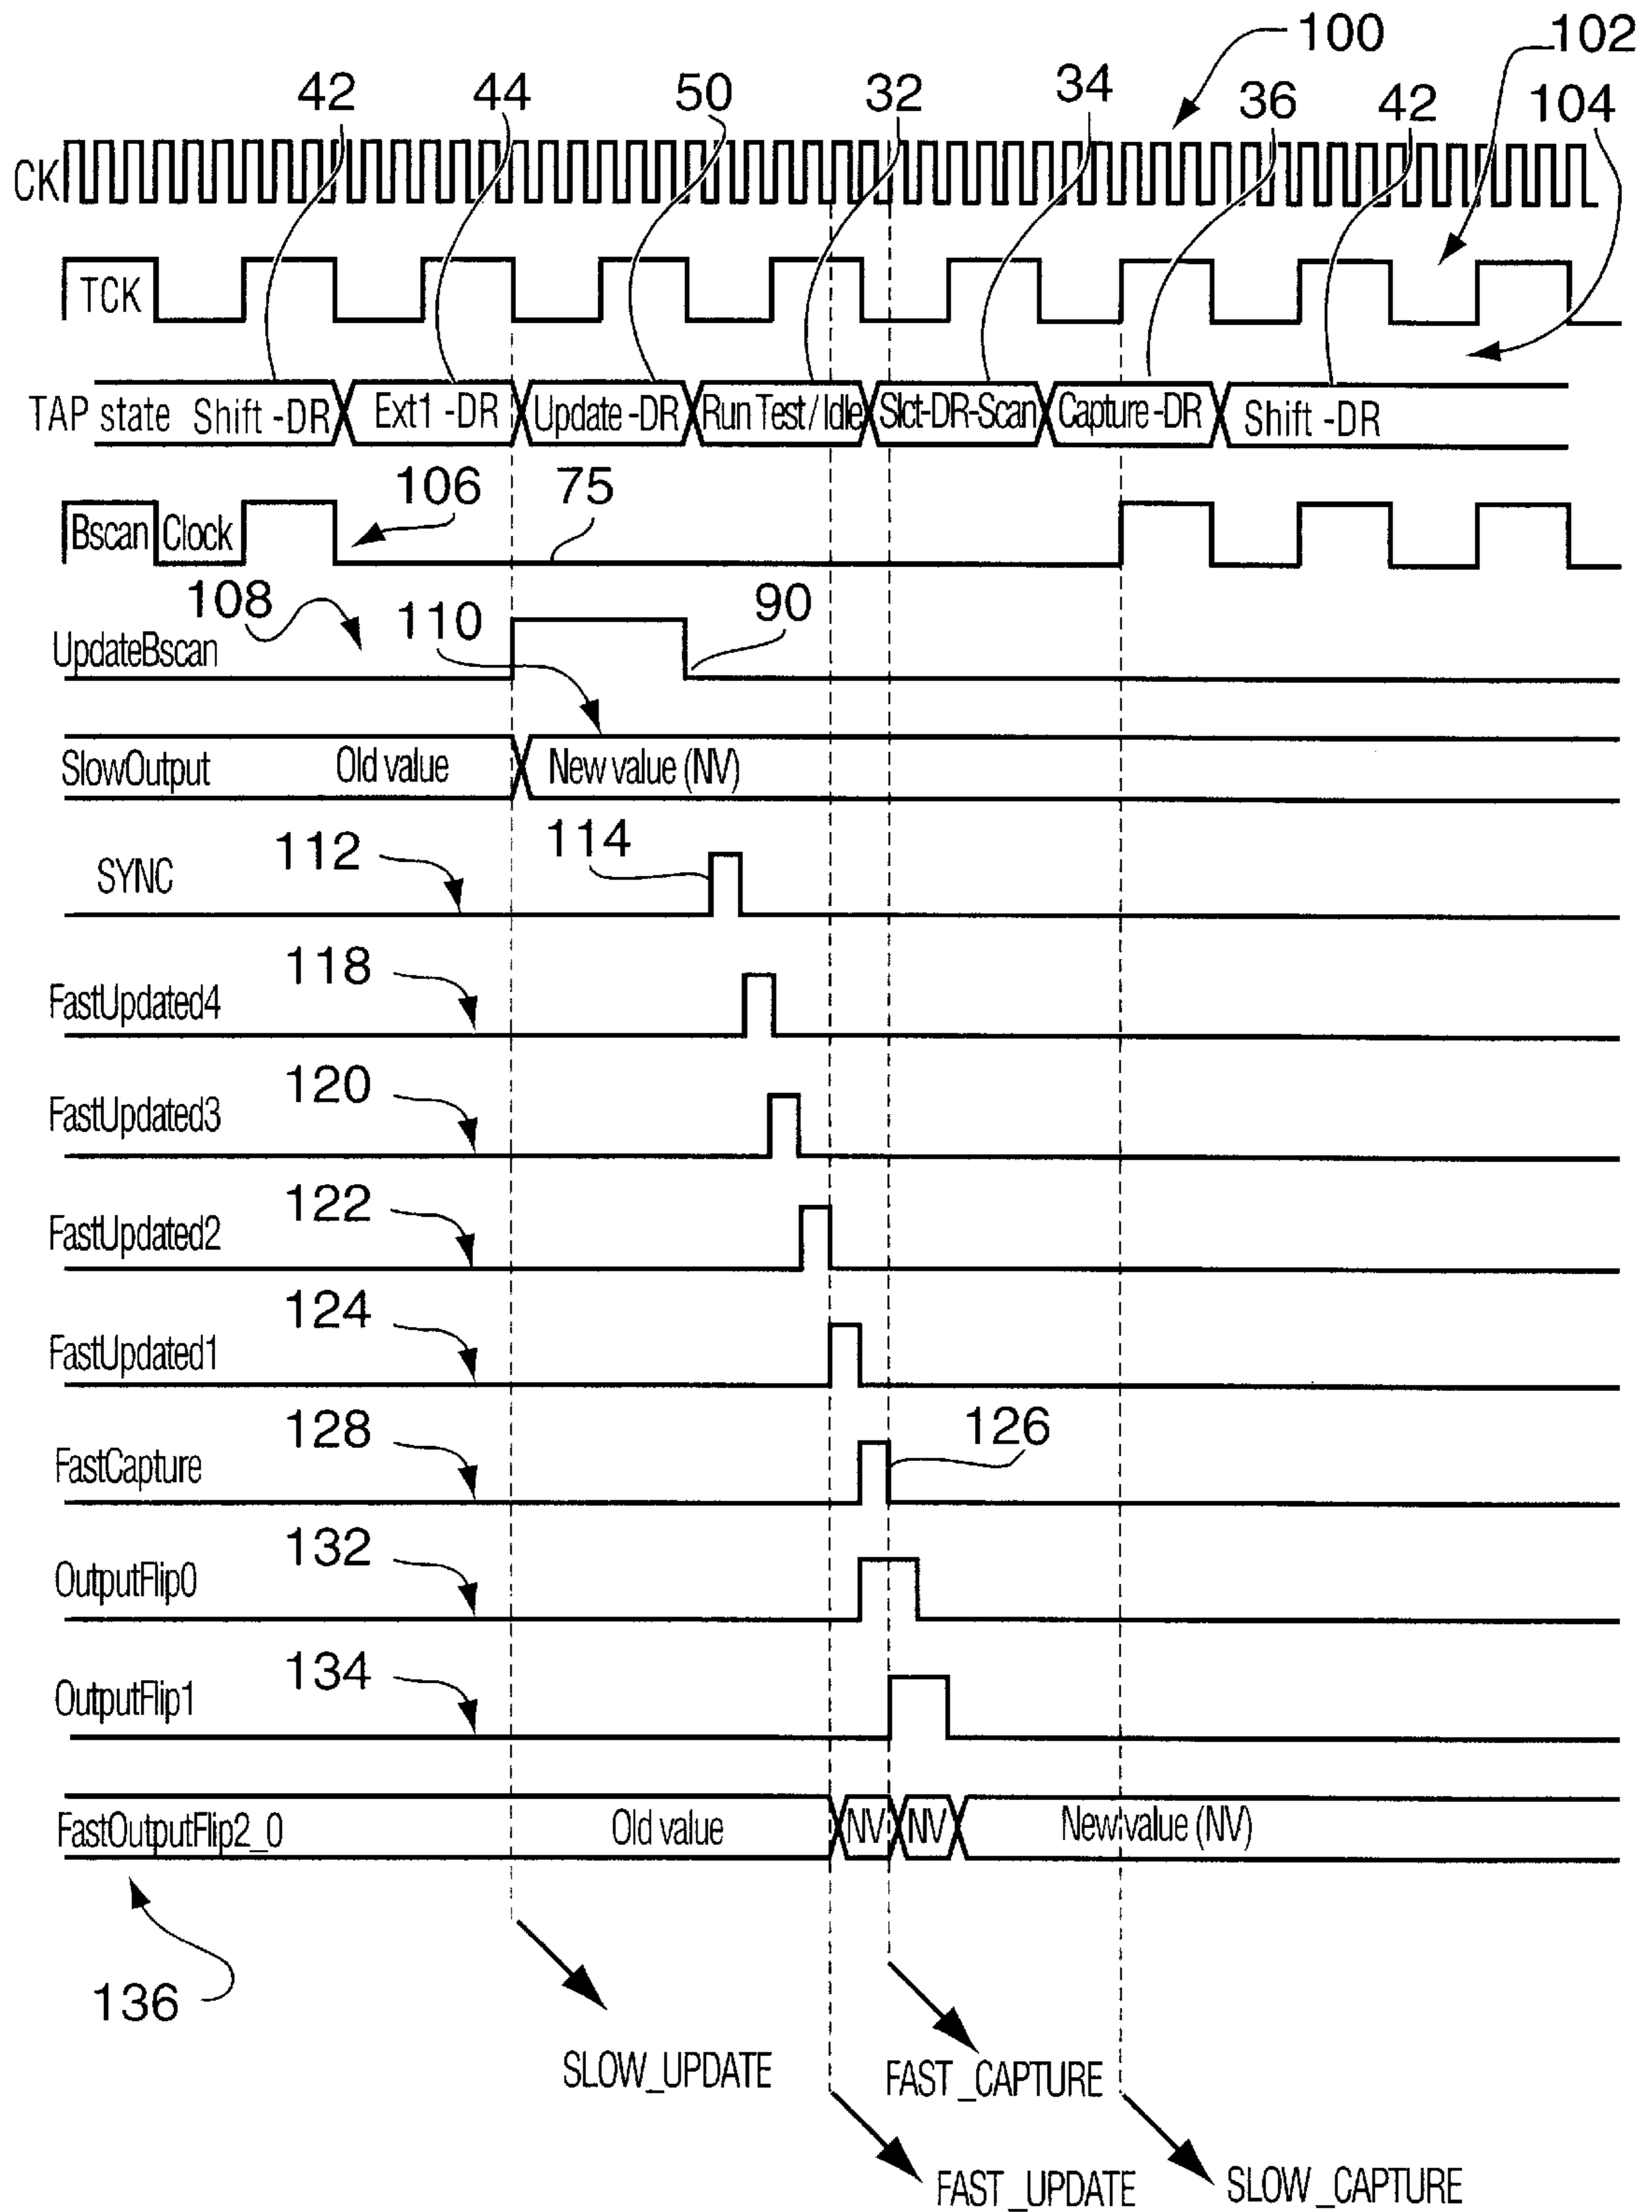 100
102
42
44
50
32
34
36
42
104
CK
TCK
TAP state Shift -DR Ext1 -DR Update -DR Run Test / Idle Slct-DR-Scan Capture -DR Shift -DR
106
75
Bscan Clock
108
110
90
UpdateBscan
SlowOutput Old value New value (NV)
112
114
SYNC
118
FastUpdated4
120
FastUpdated3
122
FastUpdated2
124
FastUpdated1
128
126
FastCapture
132
OutputFlip0
134
OutputFlip1
FastOutputFlip2_0 Old value NV NV New value (NV)
136
SLOW_UPDATE
FAST_CAPTURE
FAST_UPDATE
SLOW_CAPTURE